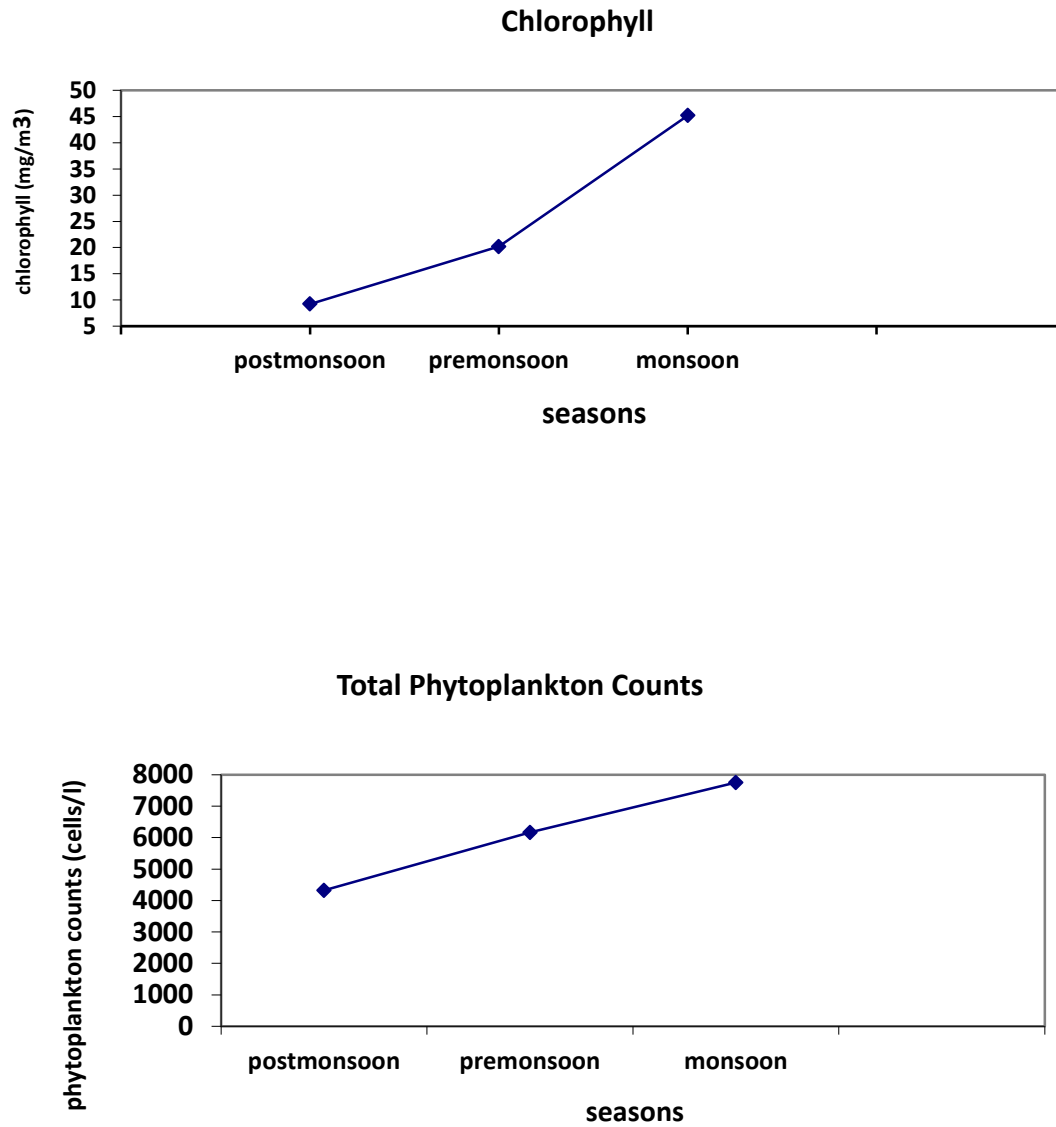 Chlorophyll
chlorophyll (mg/m3)
50
45
40
35
30
25
20
15
10
5
postmonsoon premonsoon monsoon
seasons
Total Phytoplankton Counts
phytoplankton counts (cells/l)
8000
7000
6000
5000
4000
3000
2000
1000
0
postmonsoon premonsoon monsoon
seasons